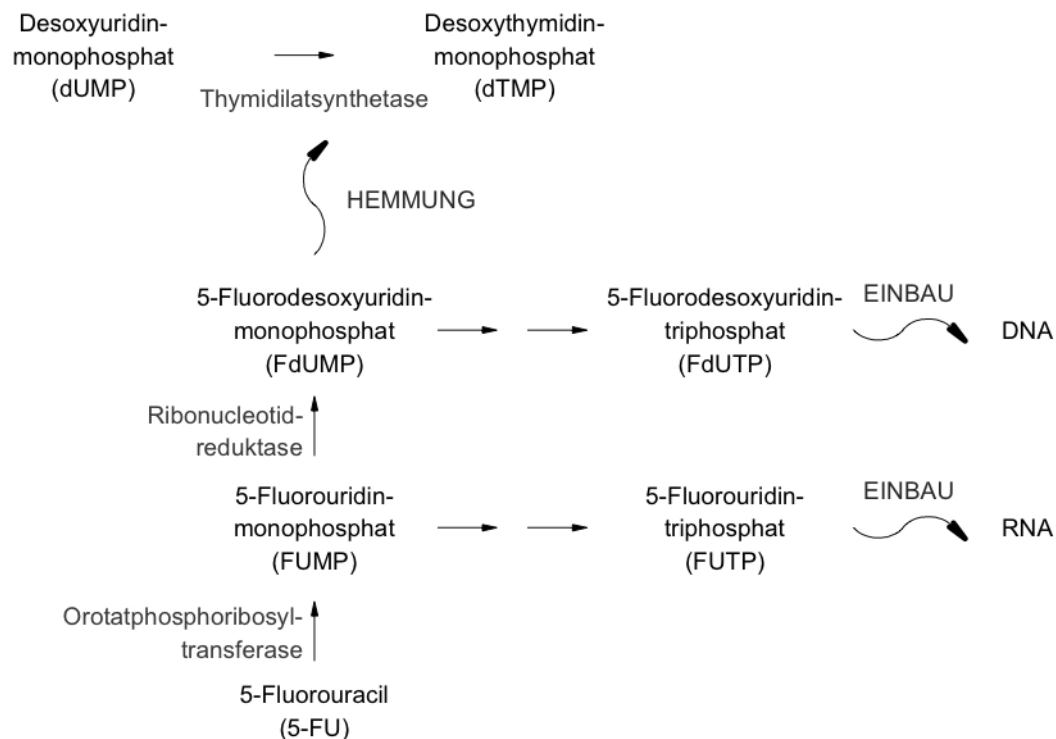 Desoxyuridin-
monophosphat
(dUMP)
Desoxythymidin-
monophosphat
(dTMP)
Thymidilatsynthetase
HEMMUNG
5-Fluorodesoxyuridin-
monophosphat
(FdUMP)
5-Fluorodesoxyuridin-
triphosphat
(FdUTP)
EINBAU
DNA
Ribonucleotid-
reduktase
5-Fluorouridin-
monophosphat
(FUMP)
5-Fluorouridin-
triphosphat
(FUTP)
EINBAU
RNA
Orotatphosphoribosyl-
transferase
5-Fluorouracil
(5-FU)